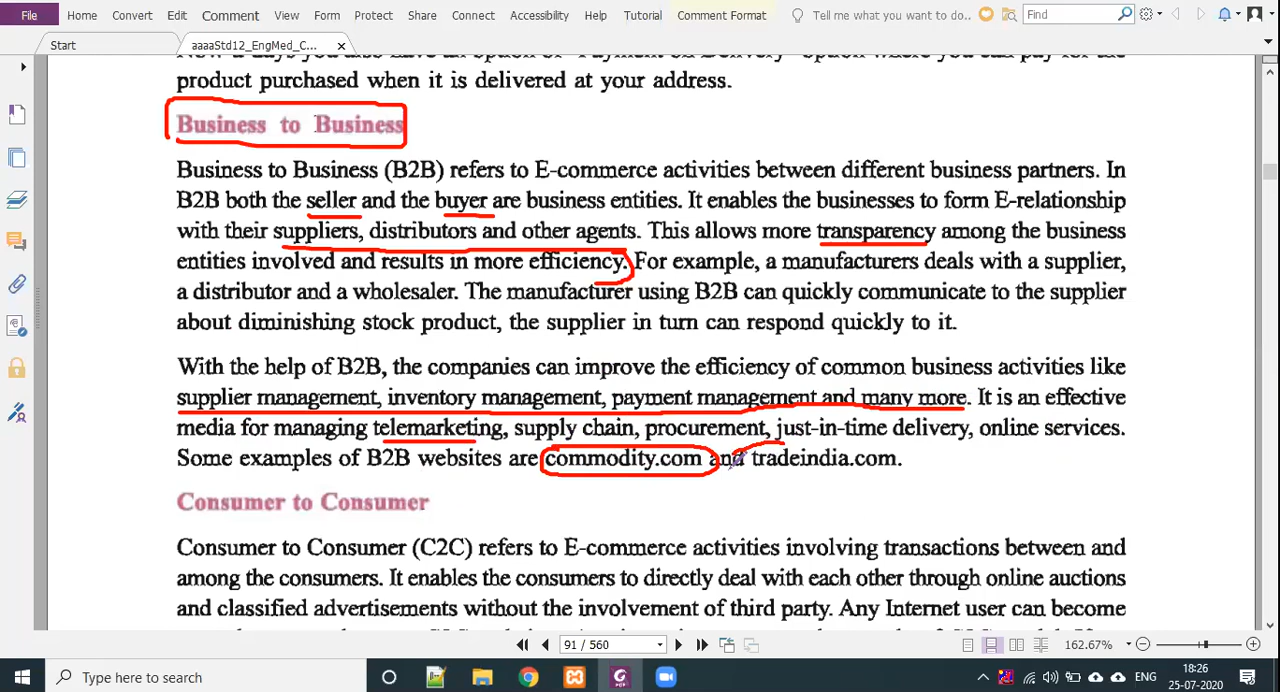 File Home Convert Edit Comment View Form Protect Share Connect Accessibility Help Tutorial Comment Format Tell me what you want to do.. Find
Start aaaaStd12_EngMed_C...
product purchased when it is delivered at your address.
Business to Business
Business to Business (B2B) refers to E-commerce activities between different business partners. In
B2B both the seller and the buyer are business entities. It enables the businesses to form E-relationship
with their suppliers, distributors and other agents. This allows more transparency among the business
entities involved and results in more efficiency. For example, a manufacturers deals with a supplier,
a distributor and a wholesaler. The manufacturer using B2B can quickly communicate to the supplier
about diminishing stock product, the supplier in turn can respond quickly to it.
With the help of B2B, the companies can improve the efficiency of common business activities like
supplier management, inventory management, payment management and many more. It is an effective
media for managing telemarketing, supply chain, procurement, just-in-time delivery, online services.
Some examples of B2B websites are commodity.com and tradeindia.com.
Consumer to Consumer
Consumer to Consumer (C2C) refers to E-commerce activities involving transactions between and
among the consumers. It enables the consumers to directly deal with each other through online auctions
and classified advertisements without the involvement of third party. Any Internet user can become
91 / 560 162.67%
Type here to search ENG 18:26
25-07-2020